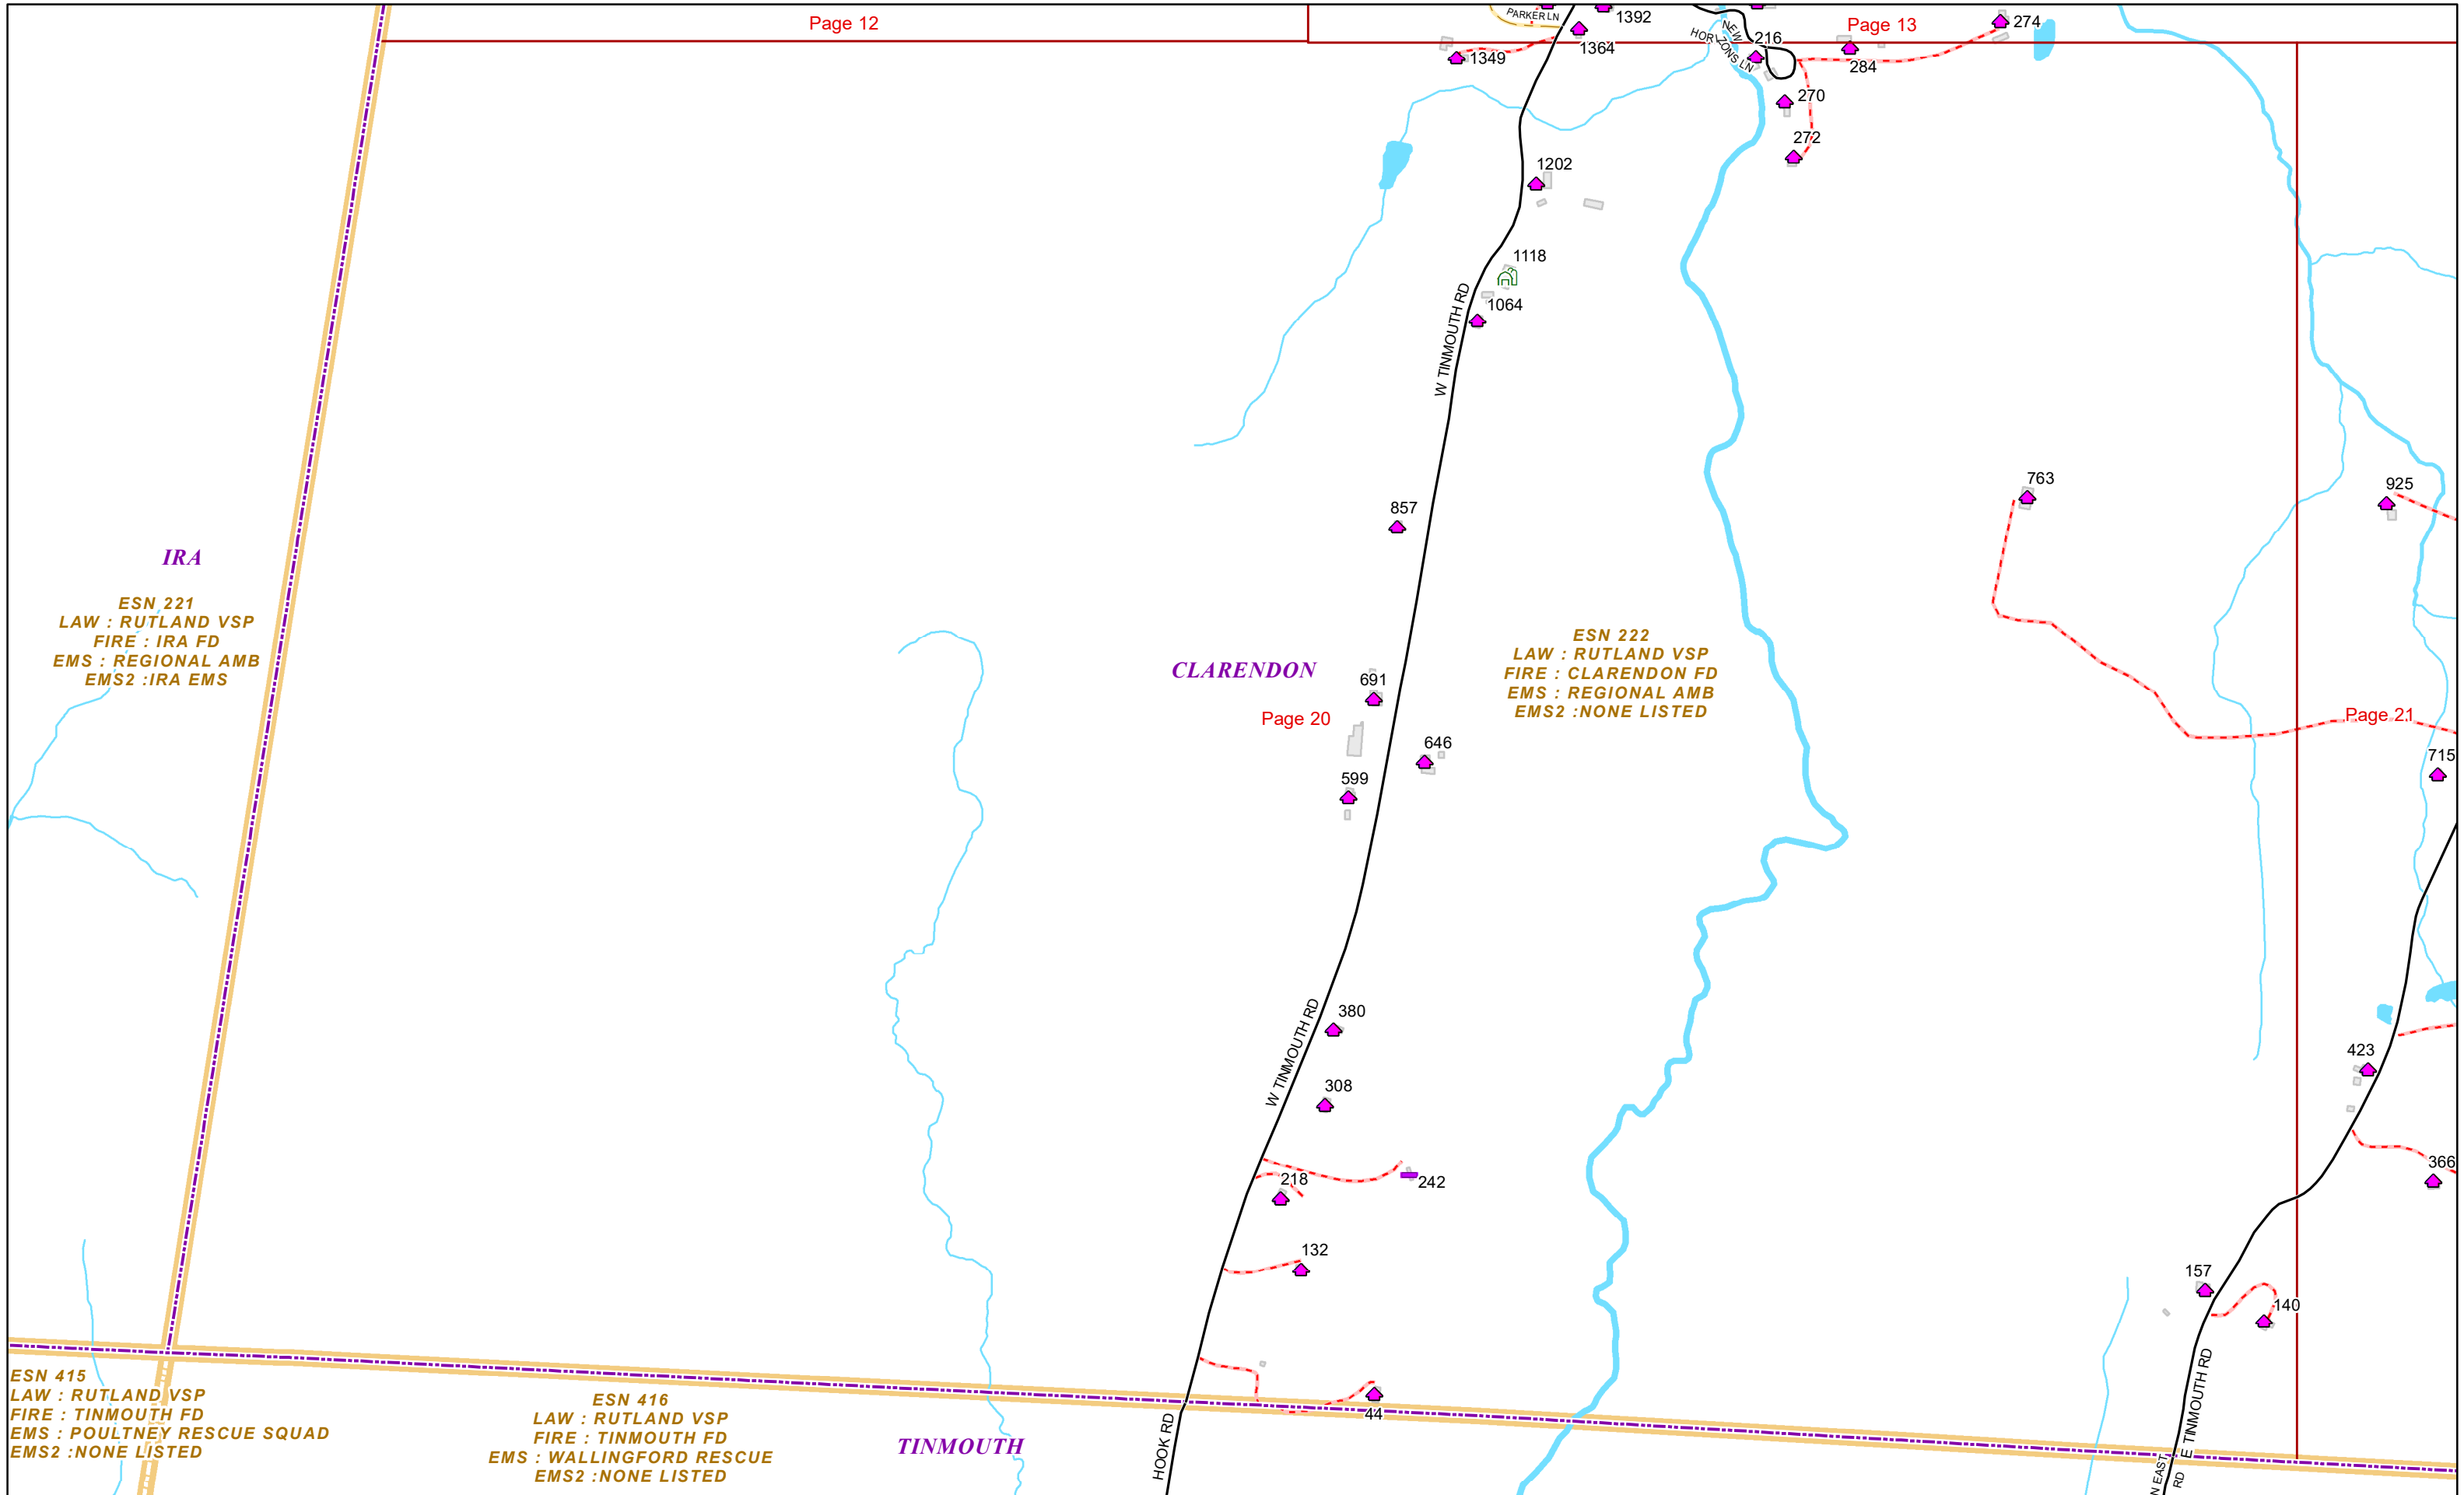 Page 12
PARKER LN
1392
Page 13
274
1364
NEW
HORIZONS LN
216
1349
284
270
272
1202
1118
1064
W TINMOUTH RD
763
925
857
IRA
ESN 221
LAW : RUTLAND VSP
FIRE : IRA FD
EMS : REGIONAL AMB
EMS2 :IRA EMS
CLARENDON
ESN 222
LAW : RUTLAND VSP
FIRE : CLARENDON FD
EMS : REGIONAL AMB
EMS2 :NONE LISTED
691
Page 20
Page 21
646
715
599
380
W TINMOUTH RD
308
423
366
218
242
132
157
140
E TINMOUTH RD
ESN 415
LAW : RUTLAND VSP
FIRE : TINMOUTH FD
EMS : POULTNEY RESCUE SQUAD
EMS2 :NONE LISTED
ESN 416
LAW : RUTLAND VSP
FIRE : TINMOUTH FD
EMS : WALLINGFORD RESCUE
EMS2 :NONE LISTED
TINMOUTH
44
HOOK RD
N EAST
RD